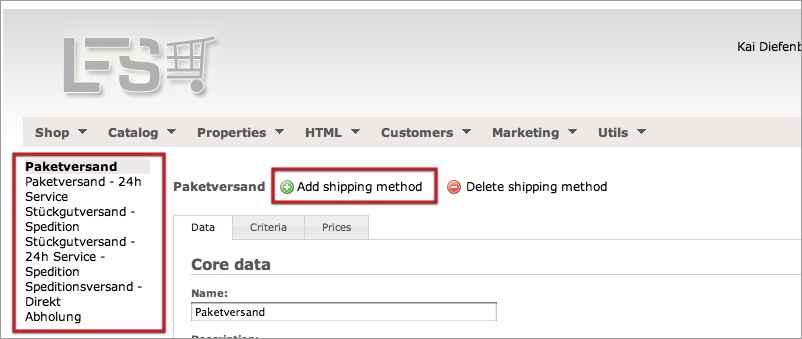 LFS
Kai Diefenb
Shop Catalog Properties HTML Customers Marketing Utils
Paketversand
Paketversand - 24h
Service
Stückgutversand -
Spedition
Stückgutversand -
24h Service -
Spedition
Speditionsversand -
Direkt
Abholung
Paketversand Add shipping method Delete shipping method
Data Criteria Prices
Core data
Name:
Paketversand